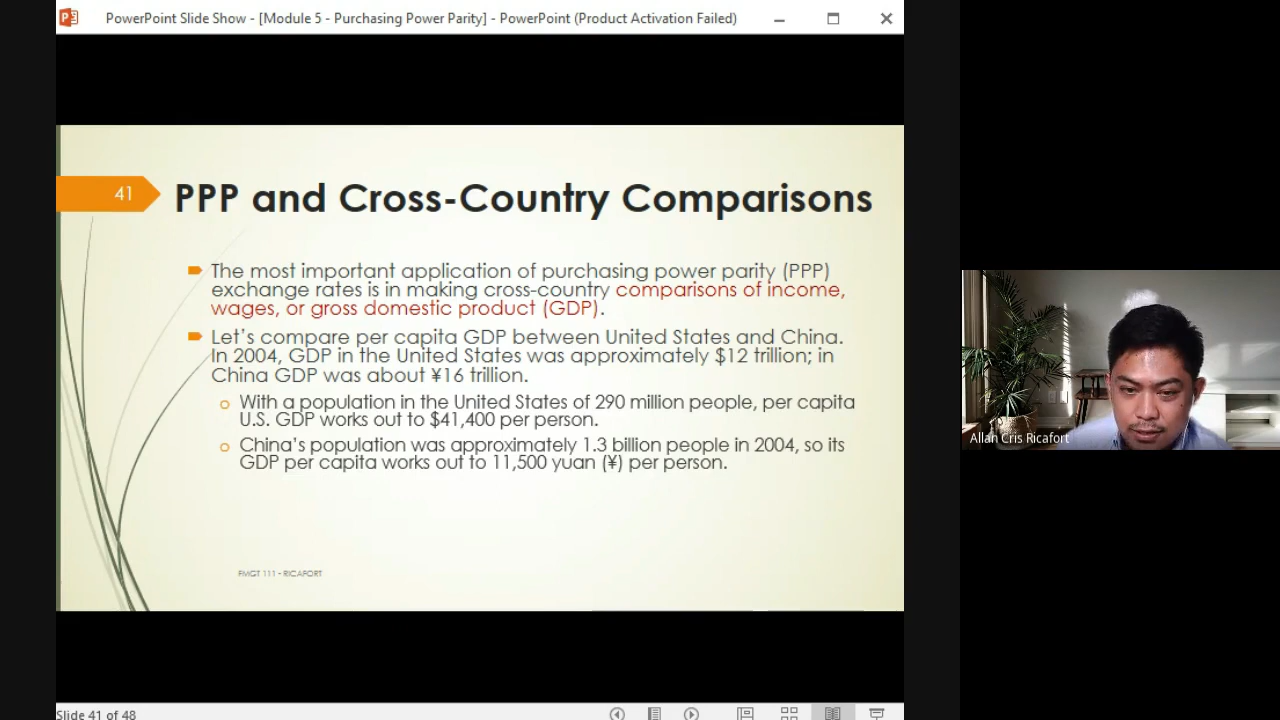 PowerPoint Slide Show - [Module 5 - Purchasing Power Parity] - PowerPoint (Product Activation Failed)
41
PPP and Cross-Country Comparisons
The most important application of purchasing power parity (PPP)
exchange rates is in making cross-country comparisons of income,
wages, or gross domestic product (GDP).
Let's compare per capita GDP between United States and China.
In 2004, GDP in the United States was approximately $12 trillion; in
China GDP was about ¥16 trillion.
With a population in the United States of 290 million people, per capita
U.S. GDP works out to $41,400 per person.
China's population was approximately 1.3 billion people in 2004, so its
GDP per capita works out to 11,500 yuan (¥) per person.
FMGT 111 - RICAFORT
Allan Cris Ricafort
Slide 41 of 48